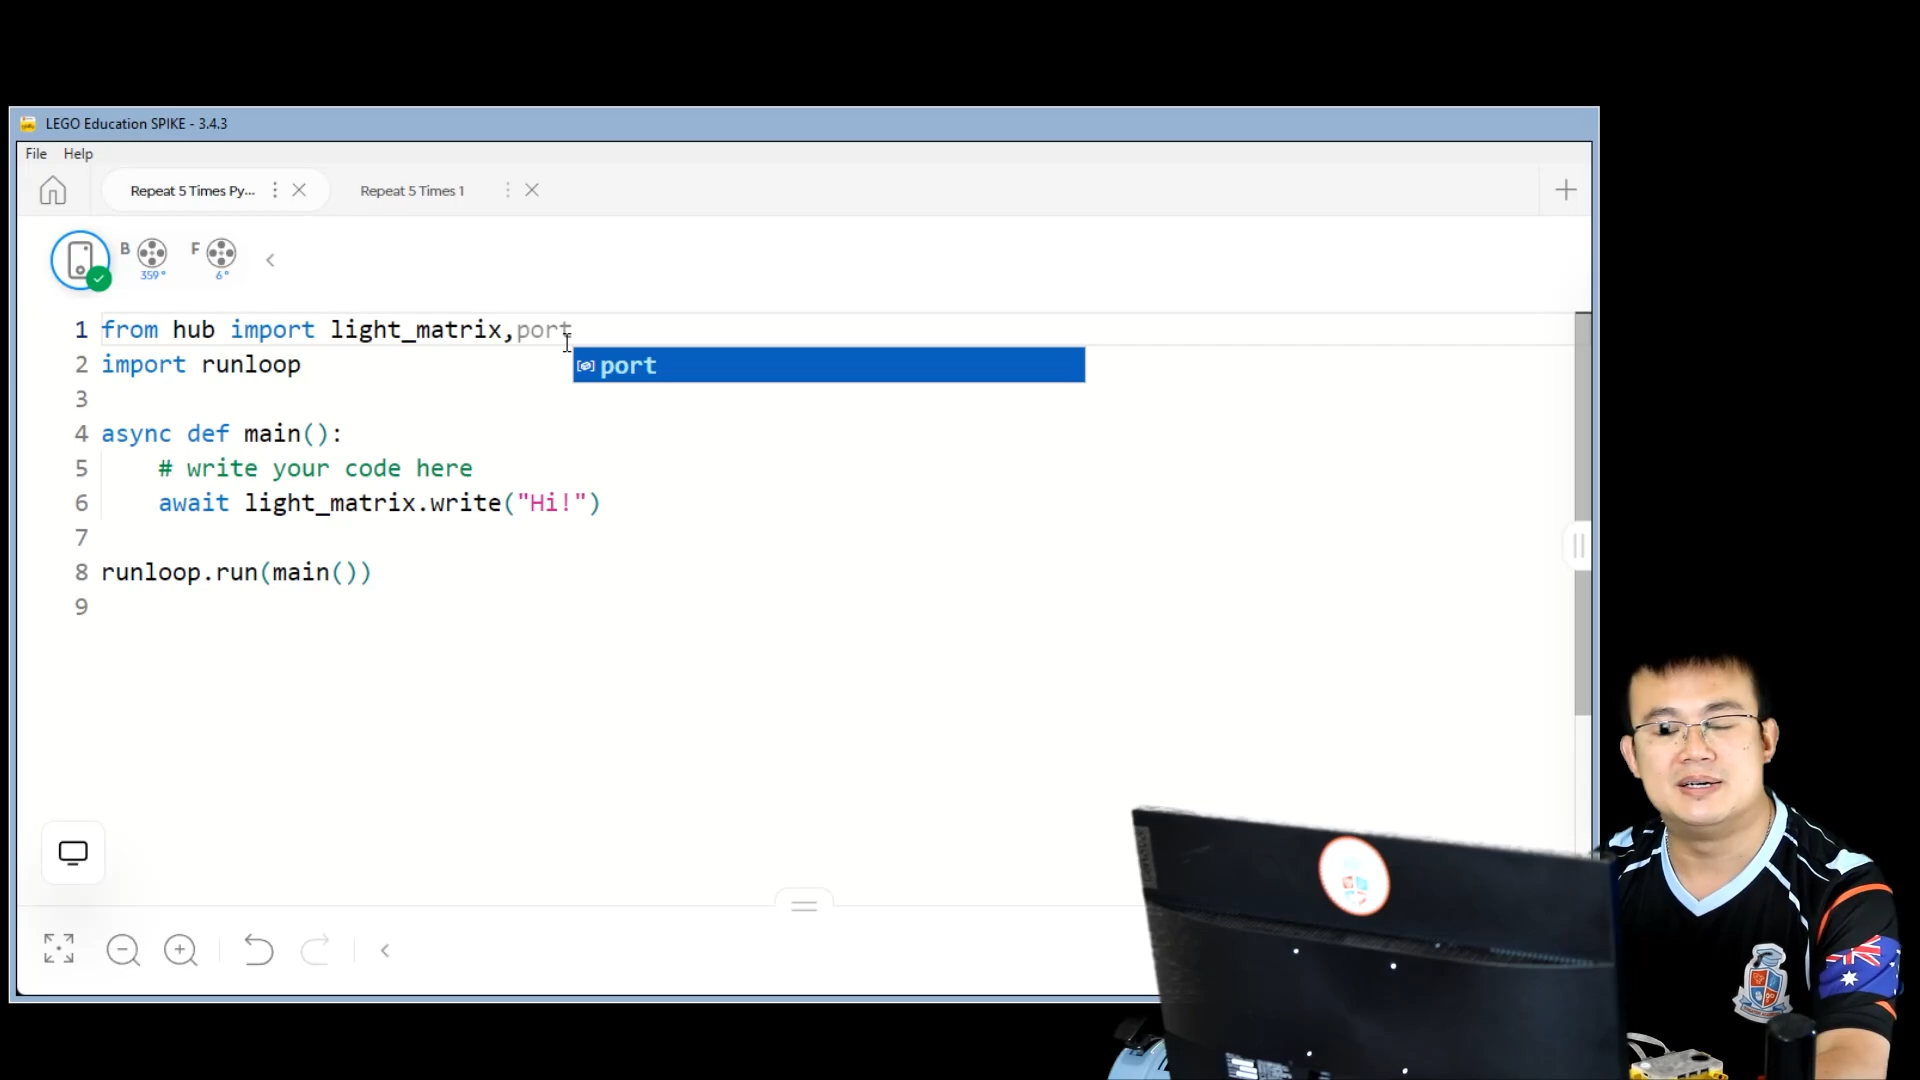 LEGO Education SPIKE - 3.4.3
File Help
Repeat 5 Times Py...
Repeat 5 Times 1
B
359°
F
6°
1 from hub import light_matrix,port
port
2 import runloop
3
4 async def main():
5 # write your code here
6 await light_matrix.write("Hi!")
7
8 runloop.run(main())
9